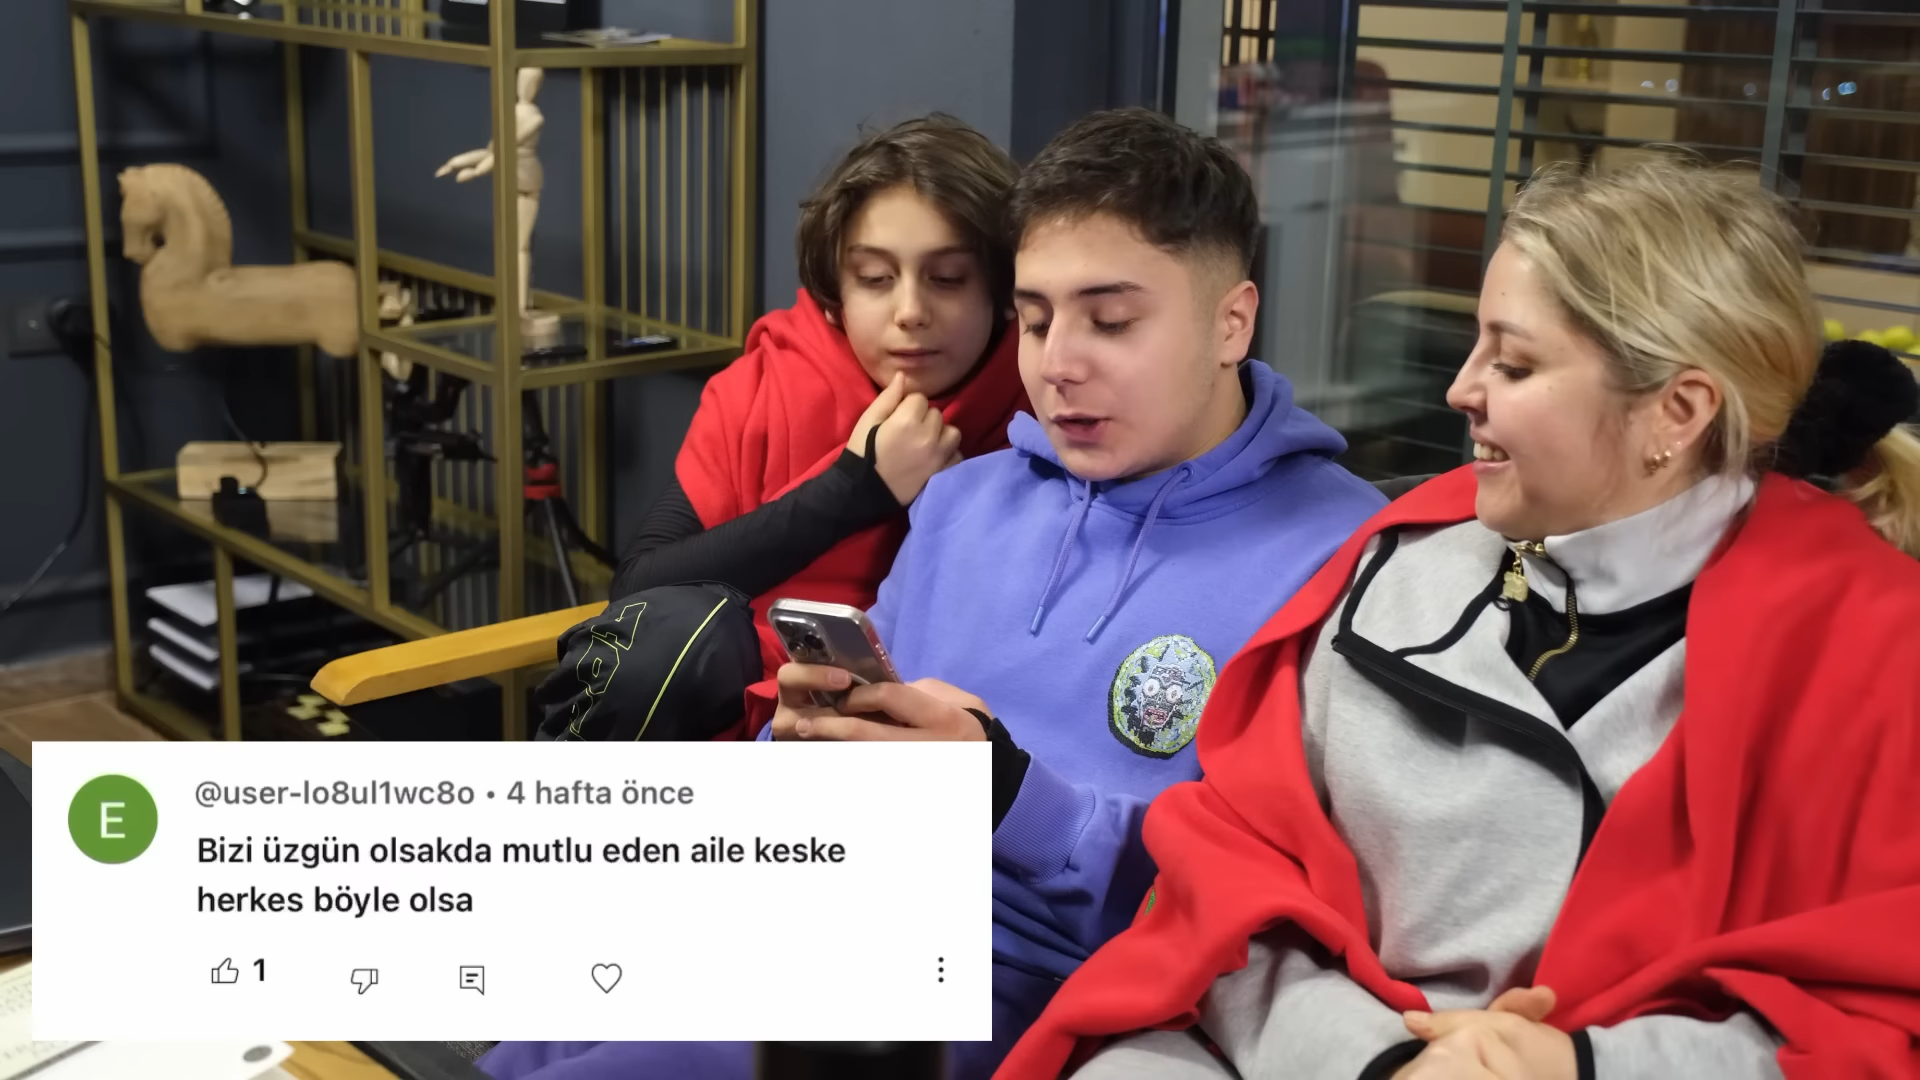 @user-lo8ul1wc8o • 4 hafta önce
Bizi üzgün olsakda mutlu eden aile keske
herkes böyle olsa
1
E